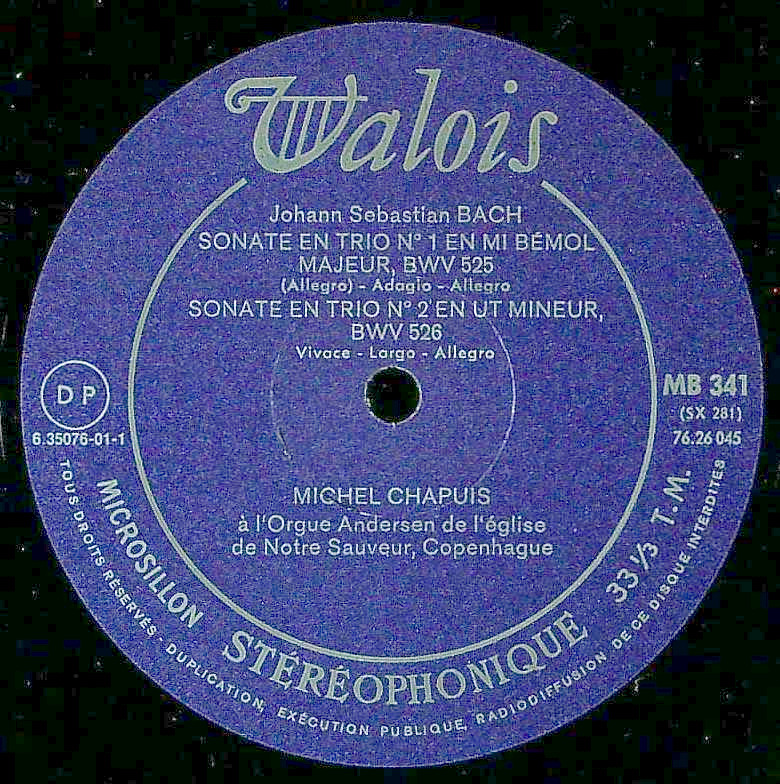 Valois
Johann Sebastian BACH
SONATE EN TRIO N° 1 EN MI BÉMOL
MAJEUR, BWV 525
(Allegro) - Adagio - Allegro
SONATE EN TRIO N° 2 EN UT MINEUR,
BWV 526
Vivace - Largo - Allegro
D P
6.35076-01-1
MB 341
(SX 281)
76.26 045
MICHEL CHAPUIS
à l'Orgue Andersen de l'église
de Notre Sauveur, Copenhague
MICROSILLON STÉRÉOPHONIQUE 33 1/3 T. M.
TOUS DROITS RÉSERVÉS - DUPLICATION, EXÉCUTION PUBLIQUE, RADIODIFFUSION DE CE DISQUE INTERDITES